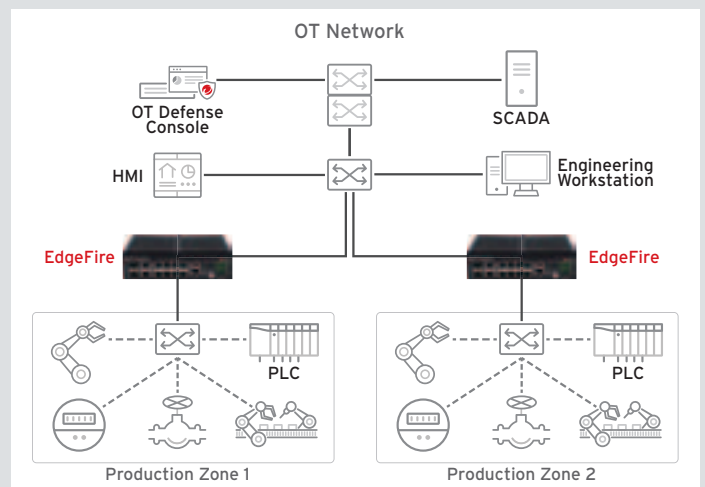 OT Network
OT Defense
Console
SCADA
HMI
Engineering
Workstation
EdgeFire
EdgeFire
PLC
PLC
Production Zone 1
Production Zone 2